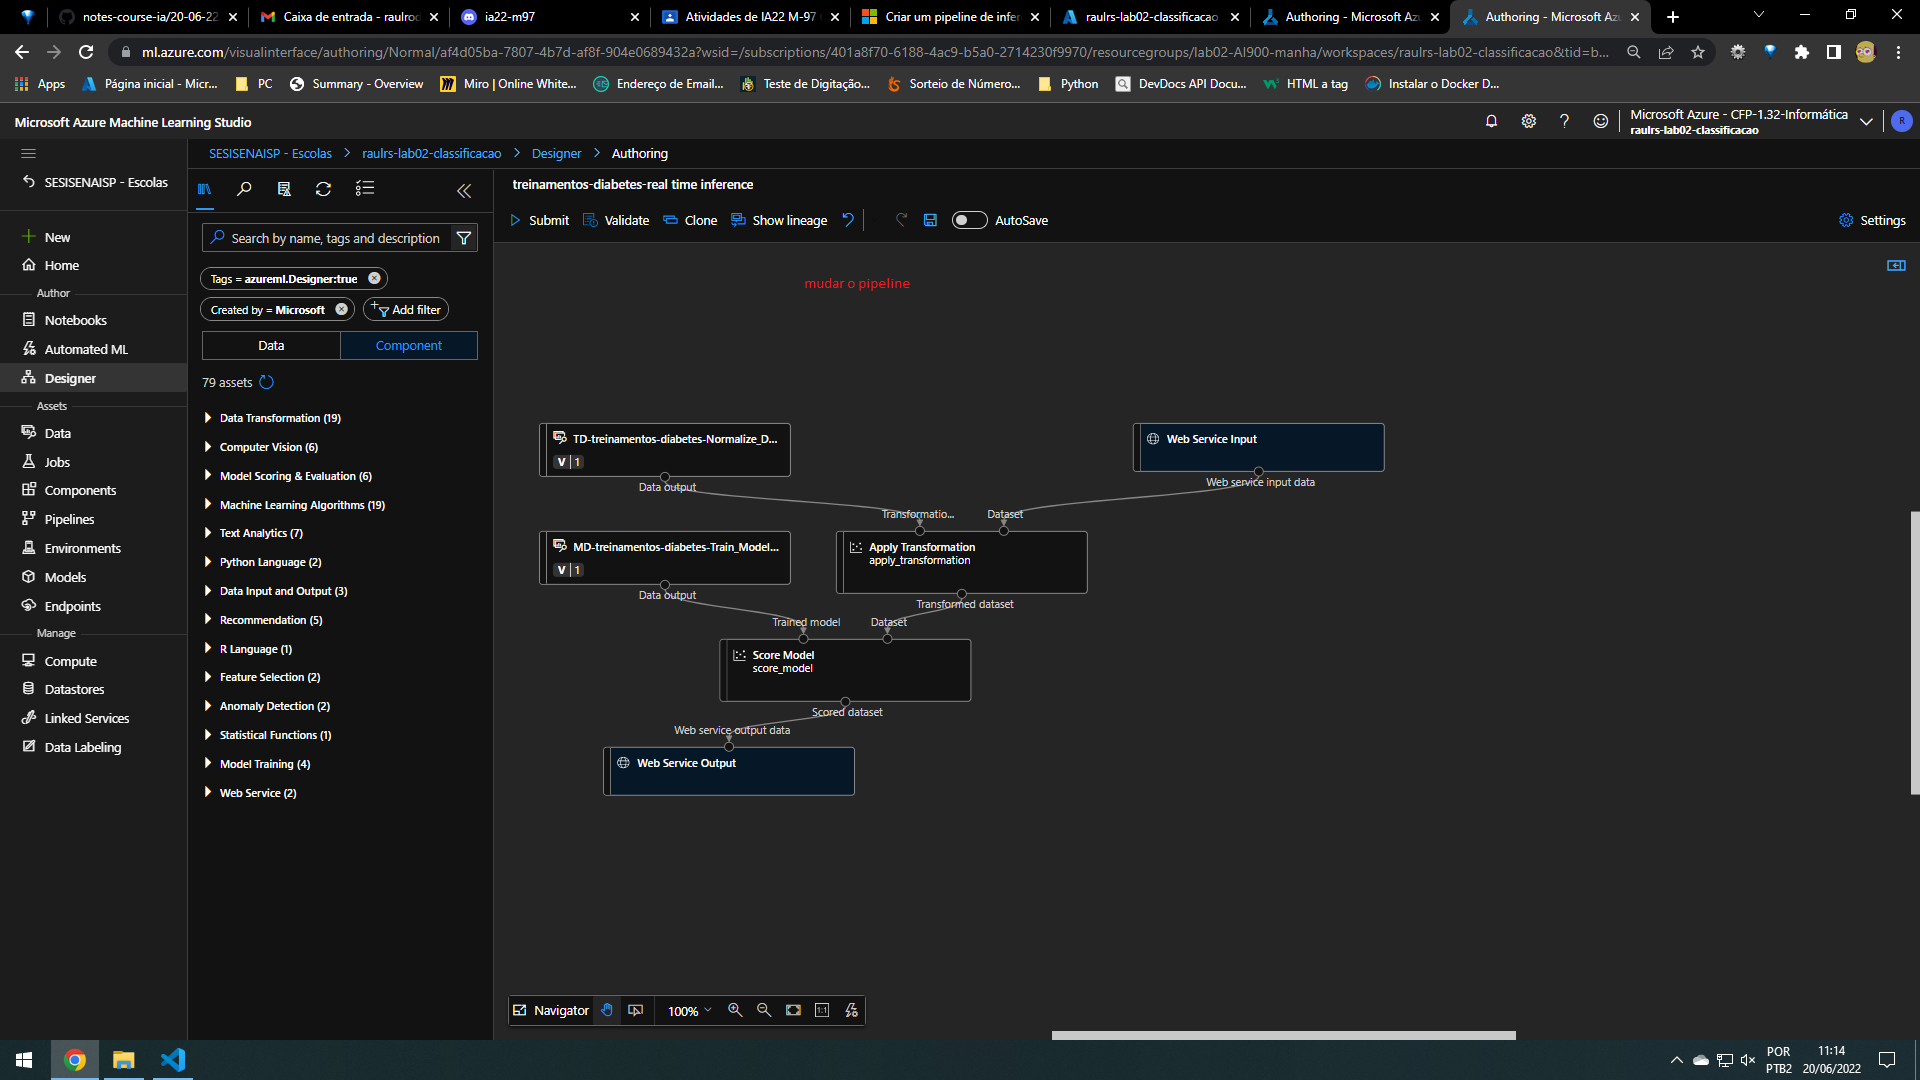 notes-course-ia/20-06-22
Caixa de entrada - raulroc
ia22-m97
Atividades de IA22 M-97
Criar um pipeline de infer
raulrs-lab02-classificacao
Authoring - Microsoft Az
Authoring - Microsoft Az
ml.azure.com/visualinterface/authoring/Normal/af4d05ba-7807-4b7d-af8f-904e0689432a?wsid=/subscriptions/401a8f70-6188-4ac9-b5a0-2714230f9970/resourcegroups/lab02-AI900-manha/workspaces/raulrs-lab02-classificacao&tid=b...
Apps
Página inicial - Micr...
PC
Summary - Overview
Miro | Online White...
Endereço de Email...
Teste de Digitação...
Sorteio de Número...
Python
DevDocs API Docu...
HTML a tag
Instalar o Docker D...
Microsoft Azure Machine Learning Studio
Microsoft Azure - CFP-1.32-Informática
raulrs-lab02-classificacao
R
SESISENAISP - Escolas
New
Home
Author
Notebooks
Automated ML
Designer
Assets
Data
Jobs
Components
Pipelines
Environments
Models
Endpoints
Manage
Compute
Datastores
Linked Services
Data Labeling
SESISENAISP - Escolas > raulrs-lab02-classificacao > Designer > Authoring
Search by name, tags and description
Tags = azureml.Designer:true
Created by = Microsoft
Add filter
Data
Component
79 assets
Data Transformation (19)
Computer Vision (6)
Model Scoring & Evaluation (6)
Machine Learning Algorithms (19)
Text Analytics (7)
Python Language (2)
Data Input and Output (3)
Recommendation (5)
R Language (1)
Feature Selection (2)
Anomaly Detection (2)
Statistical Functions (1)
Model Training (4)
Web Service (2)
treinamentos-diabetes-real time inference
Submit
Validate
Clone
Show lineage
AutoSave
Settings
mudar o pipeline
TD-treinamentos-diabetes-Normalize_D...
V | 1
Data output
Web Service Input
Web service input data
Transformatio...
Dataset
MD-treinamentos-diabetes-Train_Model...
V | 1
Data output
Apply Transformation
apply_transformation
Transformed dataset
Trained model
Dataset
Score Model
score_model
Scored dataset
Web service output data
Web Service Output
Navigator
100%
1:1
POR
PTB2
11:14
20/06/2022